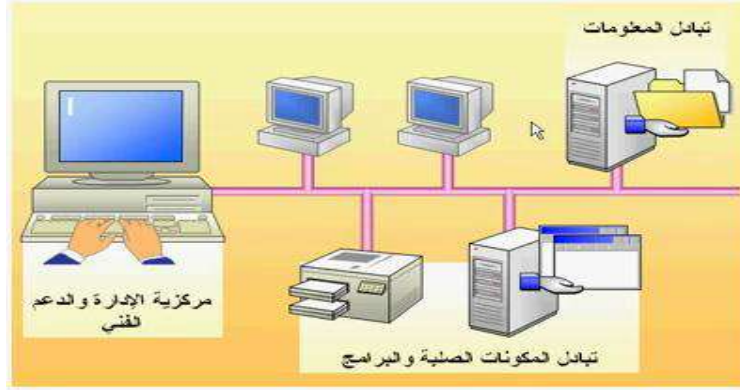 تبادل المعلومات
مركزية الإدارة والدعم
الفني
تبادل المكونات الصلبة والبرامج